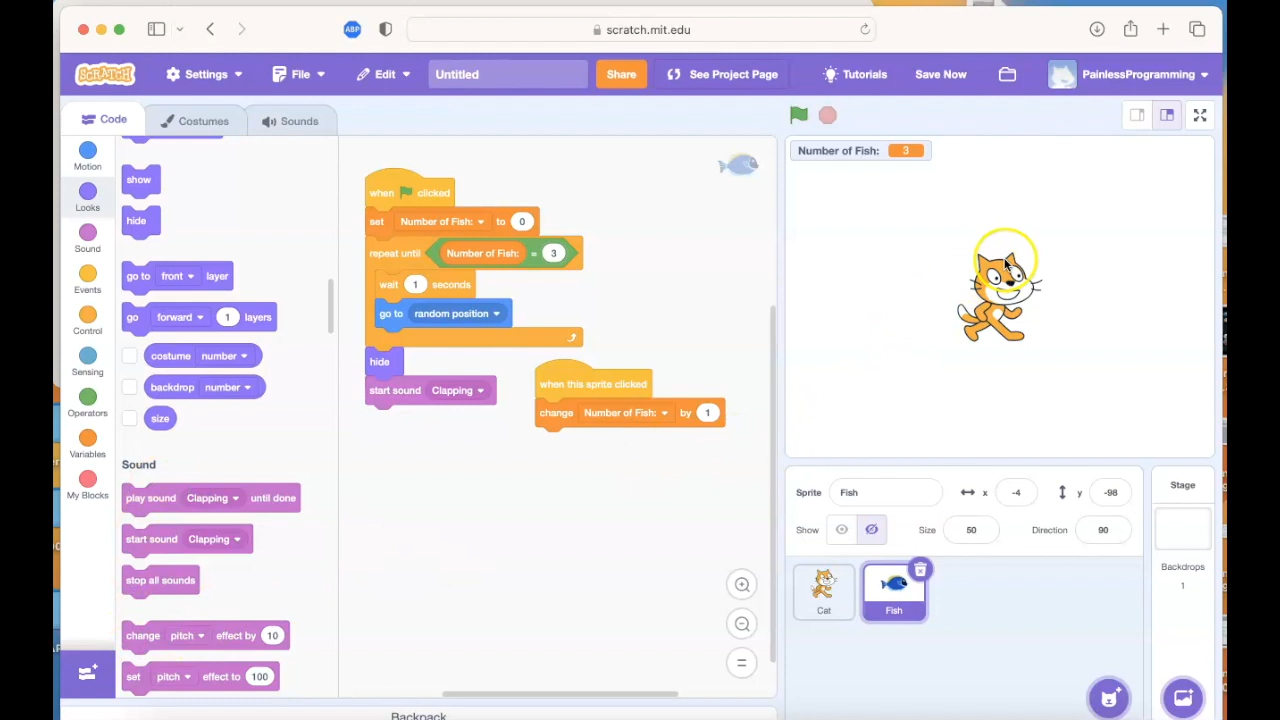 ABP
scratch.mit.edu
SCRATCH
Settings
File
Edit
Untitled
Share
See Project Page
Tutorials
Save Now
PainlessProgramming
Code
Costumes
Sounds
Motion
Looks
Sound
Events
Control
Sensing
Operators
Variables
My Blocks
show
hide
go to front layer
go forward 1 layers
costume number
backdrop number
size
Sound
play sound Clapping until done
start sound Clapping
stop all sounds
change pitch effect by 10
set pitch effect to 100
when clicked
set Number of Fish: to 0
repeat until Number of Fish: = 3
wait 1 seconds
go to random position
hide
start sound Clapping
when this sprite clicked
change Number of Fish: by 1
Backpack
Number of Fish: 3
Sprite Fish x -4 y -98
Show Size 50 Direction 90
Cat
Fish
Stage
Backdrops
1